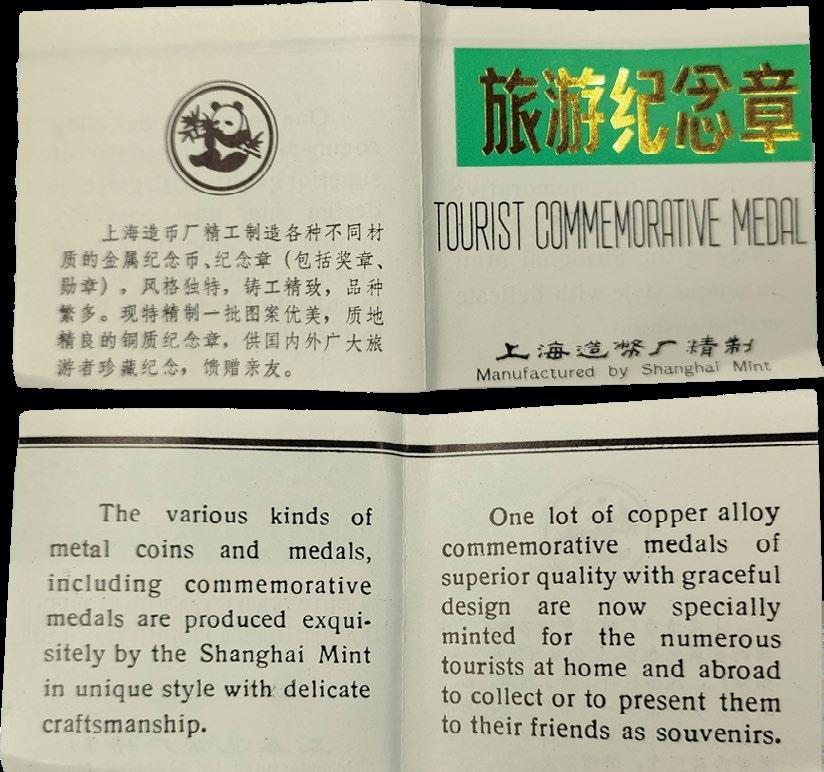 上海造币厂精工制造各种不同材
质的金属纪念币、纪念章（包括奖章、
勋章），风格独特，铸工精致，品种
繁多。现特精制一批图案优美，质地
精良的铜质纪念章，供国内外广大旅
游者珍藏纪念，馈赠亲友。
旅游纪念章
TOURIST COMMEMORATIVE MEDAL
上海造幣厂精制
Manufactured by Shanghai Mint
The various kinds of
metal coins and medals,
including commemorative
medals are produced exqui-
sitely by the Shanghai Mint
in unique style with delicate
craftsmanship.
One lot of copper alloy
commemorative medals of
superior quality with graceful
design are now specially
minted for the numerous
tourists at home and abroad
to collect or to present them
to their friends as souvenirs.